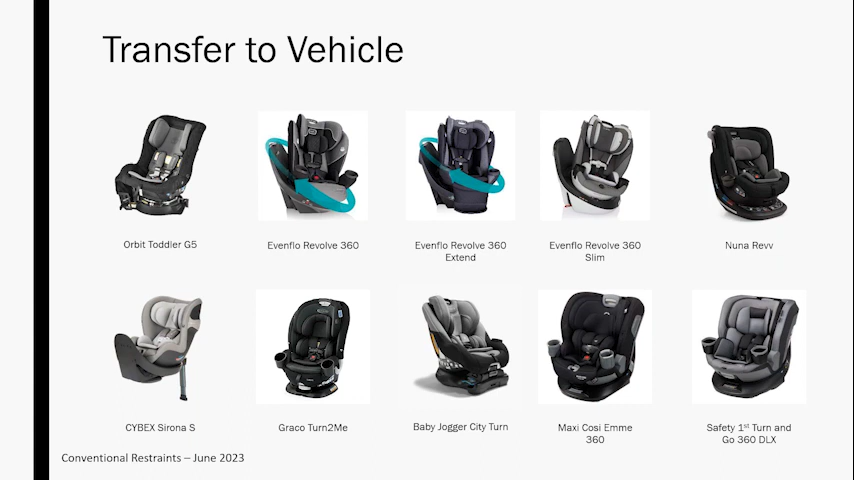 Transfer to Vehicle
Orbit Toddler G5
Evenflo Revolve 360
Evenflo Revolve 360
Extend
Evenflo Revolve 360
Slim
Nuna Revv
CYBEX Sirona S
Graco Turn2Me
Baby Jogger City Turn
Maxi Cosi Emme
360
Safety 1st Turn and
Go 360 DLX
Conventional Restraints – June 2023